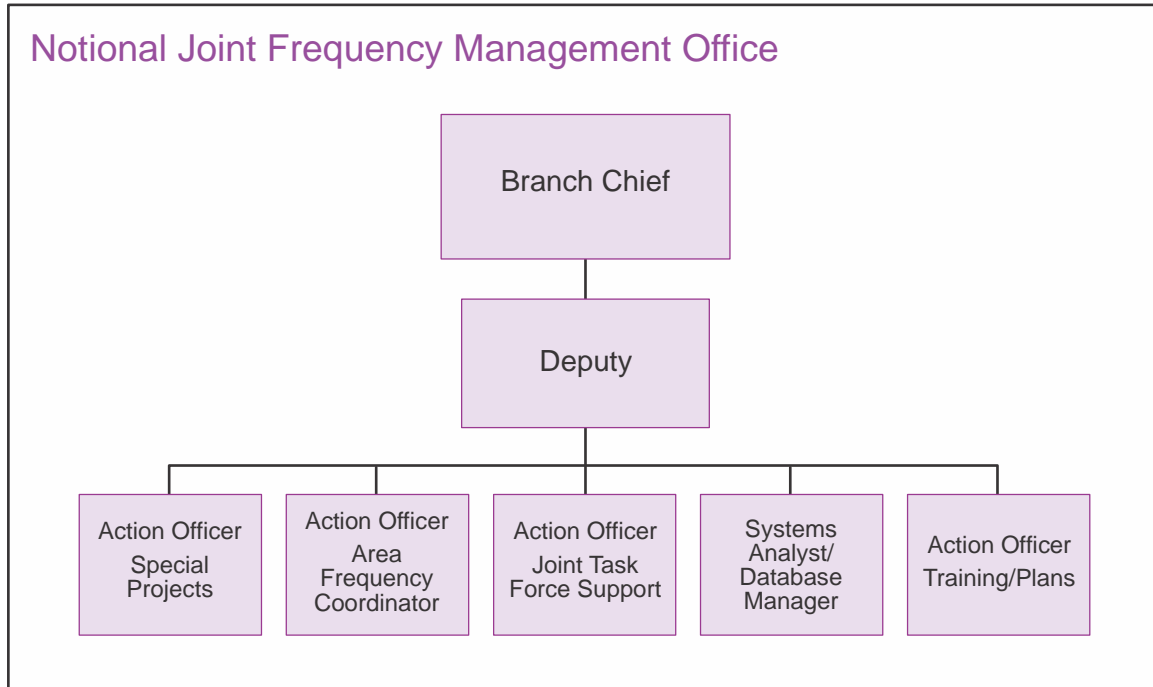 Notional Joint Frequency Management Office
Branch Chief
Deputy
Action Officer
Special
Projects
Action Officer
Area
Frequency
Coordinator
Action Officer
Joint Task
Force Support
Systems
Analyst/
Database
Manager
Action Officer
Training/Plans